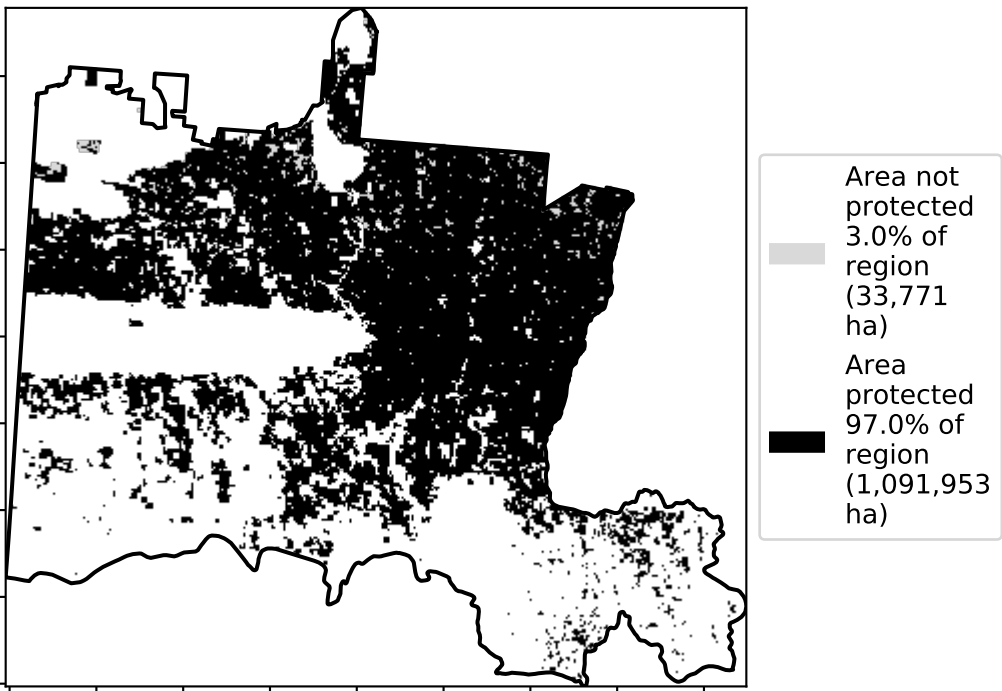 Area not
protected
3.0% of
region
(33,771
ha)
Area
protected
97.0% of
region
(1,091,953
ha)